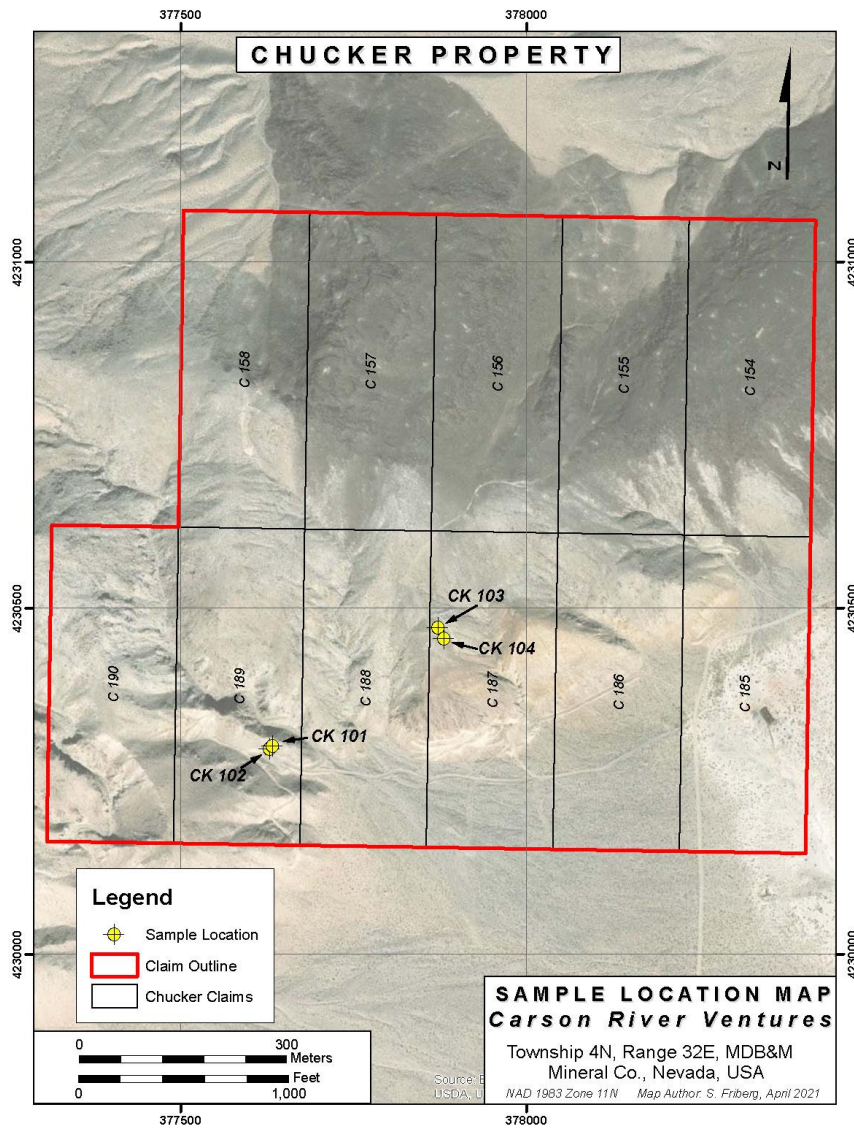 377500 378000
CHUCKER PROPERTY
N
4231000 4231000
C 158 C 157 C 156 C 155 C 154
4230500 4230500
CK 103
CK 104
C 190 C 189 C 188 C 187 C 186 C 185
CK 101
CK 102
4230000 4230000
Legend
Sample Location
Claim Outline
Chucker Claims
SAMPLE LOCATION MAP
Carson River Ventures
Township 4N, Range 32E, MDB&M
Mineral Co., Nevada, USA
NAD 1983 Zone 11N Map Author: S. Friberg, April 2021
0 300
Meters
Feet
0 1,000
Source:
USDA,
377500 378000